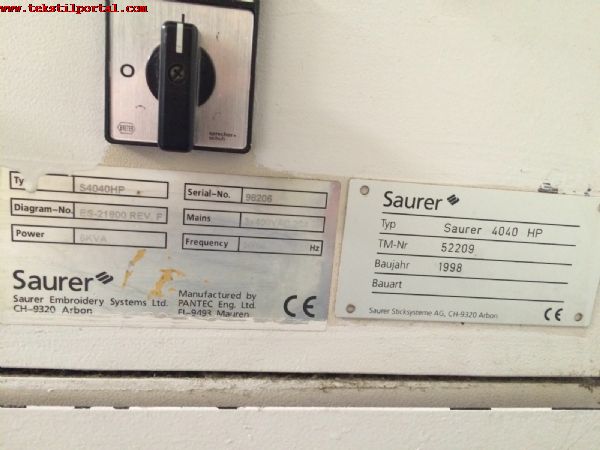 www.tekstilportal.com
O
sprecher+
schuh
Ty
S4040HP
Serial-No.
98206
Diagram-No.
ES-21900 REV. F
Mains
Power
6KVA
Frequency
Hz
Saurer
Saurer Embroidery Systems Ltd.
CH-9320 Arbon
Manufactured by
PANTEC Eng. Ltd.
FL-9493 Mauren
CE
Saurer
Typ Saurer 4040 HP
TM-Nr 52209
Baujahr 1998
Bauart
Saurer Sticksysteme AG, CH-9320 Arbon
CE